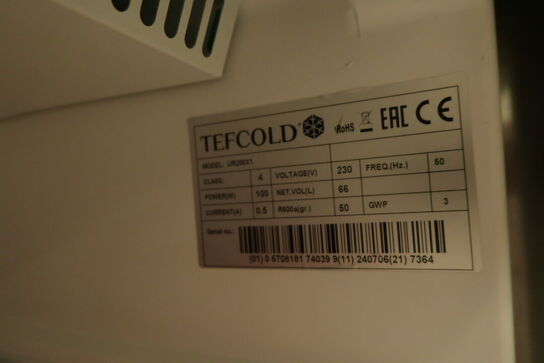 TEFCOLD RoHS EAC CE
MODEL: UR200X1
CLASS: 4 VOLTAGE(V) 230 FREQ.(Hz.) 50
POWER(W) 100 NET.VOL(L) 66
CURRENT(A) 0.5 R600a(gr.) 50 GWP 3
Serial no.:
(01) 0 5708181 74039 9(11) 240706(21) 7364